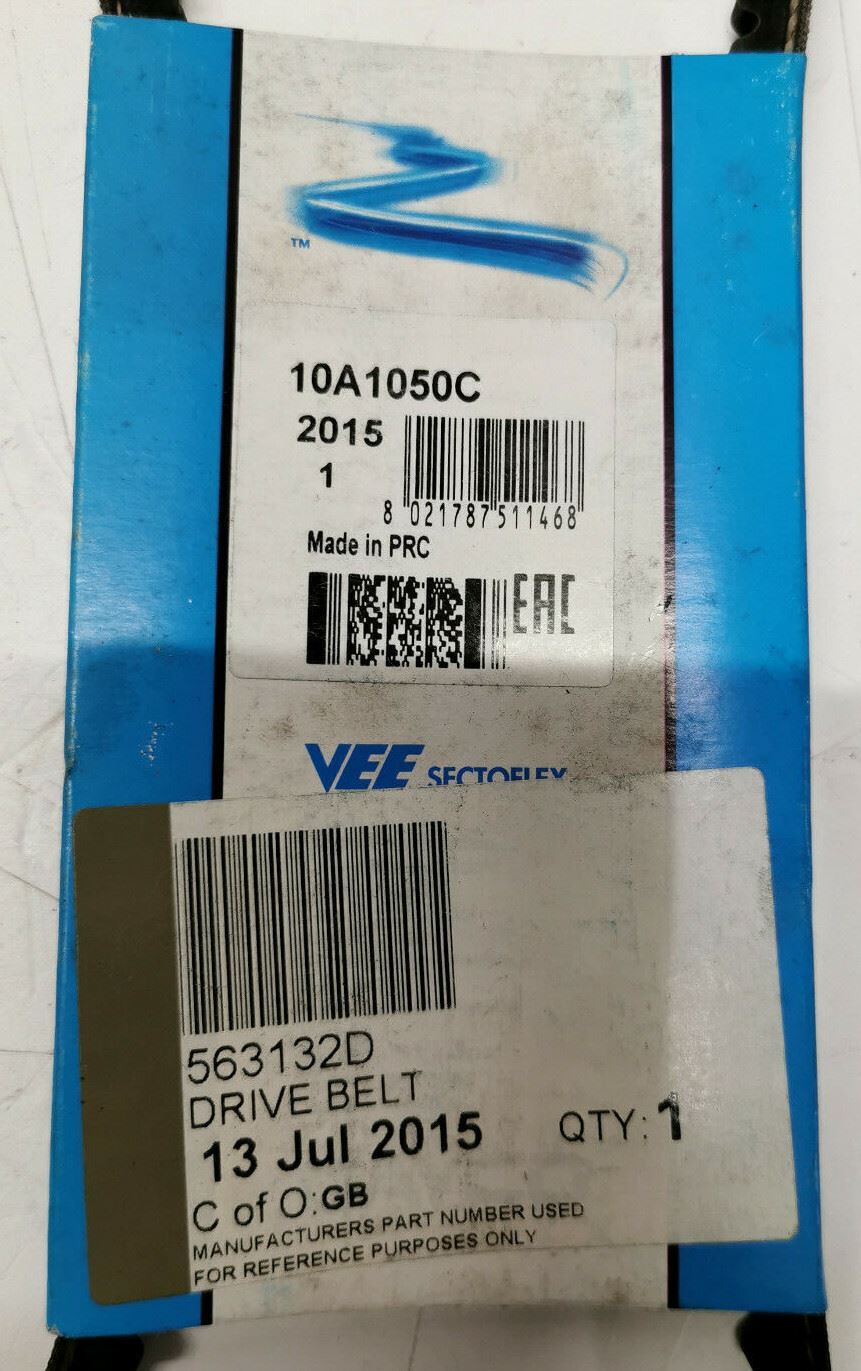 TM
10A1050C
2015
1
8 021787 511468
Made in PRC
EAC
VEE SECTOFLEX
563132D
DRIVE BELT
13 Jul 2015 QTY: 1
C of O: GB
MANUFACTURERS PART NUMBER USED
FOR REFERENCE PURPOSES ONLY